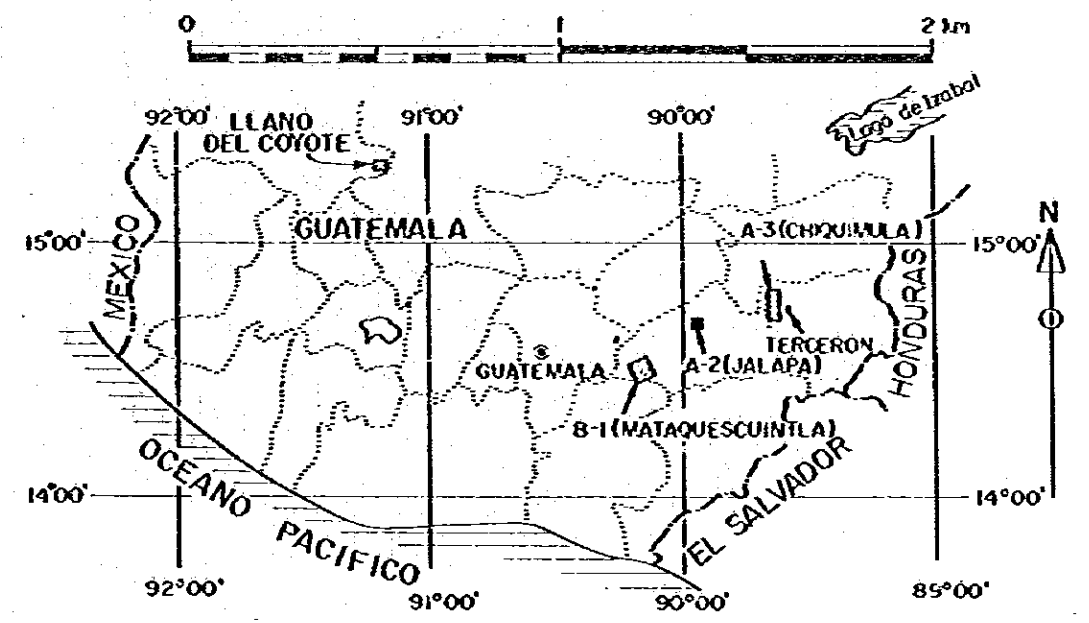 0 1 2 km
92°00' 91°00' 90°00'
LLANO
DEL COYOTE
Lago de Izabal
MEXICO
GUATEMALA
A-3 (CHIQUIMULA)
N
15°00' 15°00'
HONDURAS
TERCERON
GUATEMALA
A-2 (JALAPA)
B-1 (MATAQUESCUINTLA)
OCEANO PACIFICO
EL SALVADOR
14°00' 14°00'
92°00' 91°00' 90°00' 85°00'